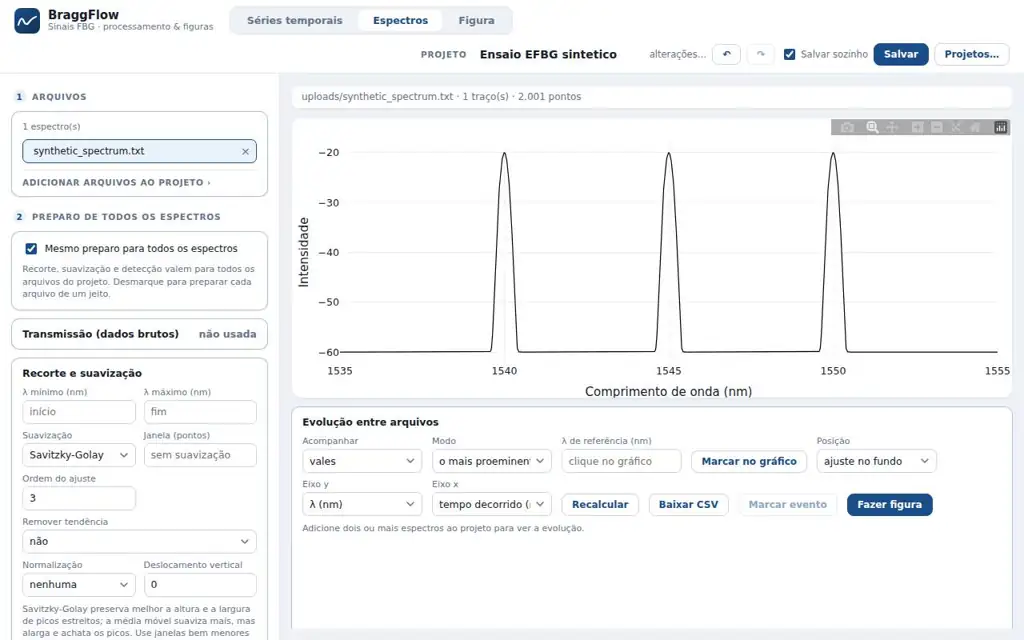 BraggFlow
Sinais FBG · processamento & figuras
Séries temporais
Espectros
Figura
PROJETO
Ensaio EFBG sintetico
alterações...
Salvar sozinho
Salvar
Projetos...
1 ARQUIVOS
1 espectro(s)
synthetic_spectrum.txt ×
ADICIONAR ARQUIVOS AO PROJETO ›
2 PREPARO DE TODOS OS ESPECTROS
Mesmo preparo para todos os espectros
Recorte, suavização e detecção valem para todos os
arquivos do projeto. Desmarque para preparar cada
arquivo de um jeito.
Transmissão (dados brutos) não usada
Recorte e suavização
λ mínimo (nm) λ máximo (nm)
início fim
Suavização Janela (pontos)
Savitzky-Golay sem suavização
Ordem do ajuste
3
Remover tendência
não
Normalização Deslocamento vertical
nenhuma 0
Savitzky-Golay preserva melhor a altura e a largura
de picos estreitos; a média móvel suaviza mais, mas
alarga e achata os picos. Use janelas bem menores
uploads/synthetic_spectrum.txt · 1 traço(s) · 2.001 pontos
Intensidade
−20
−30
−40
−50
−60
1535 1540 1545 1550 1555
Comprimento de onda (nm)
Evolução entre arquivos
Acompanhar Modo λ de referência (nm) Posição
vales o mais proeminen clique no gráfico Marcar no gráfico ajuste no fundo
Eixo y Eixo x
λ (nm) tempo decorrido ( Recalcular Baixar CSV Marcar evento Fazer figura
Adicione dois ou mais espectros ao projeto para ver a evolução.